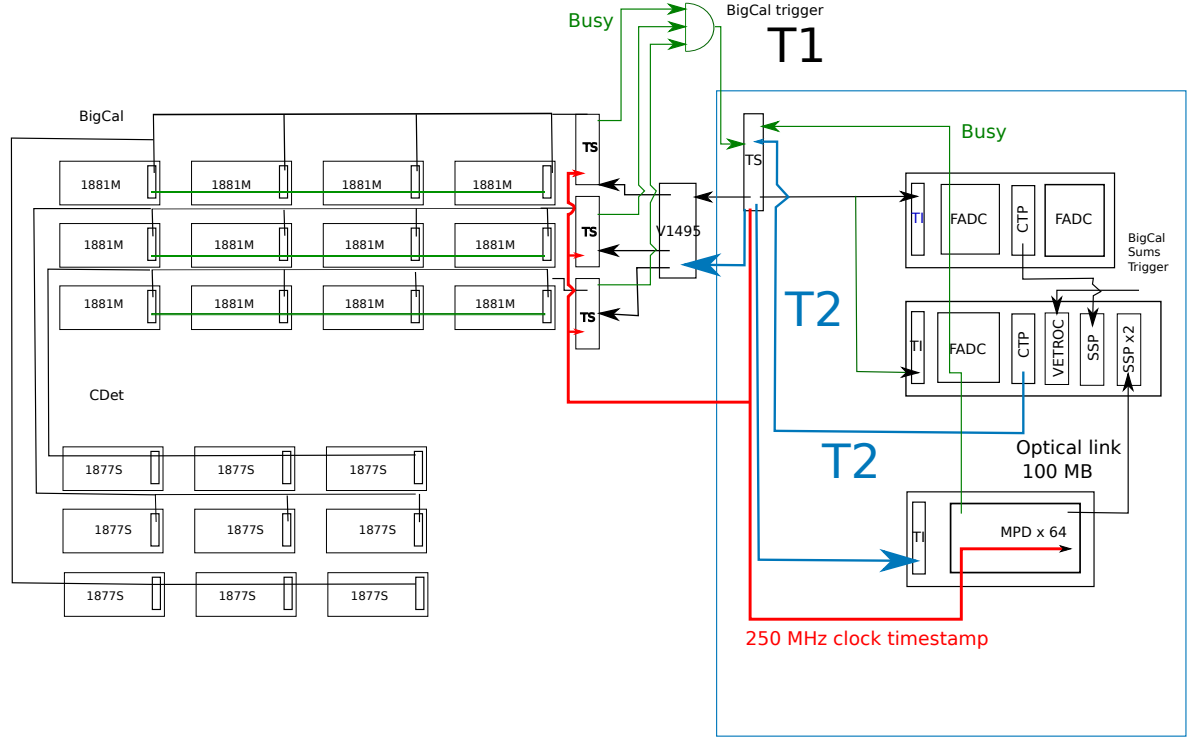 BigCal trigger
Busy
T1
BigCal
Busy
TS
TS
1881M
1881M
1881M
1881M
TI
FADC
CTP
FADC
TS
V1495
1881M
1881M
1881M
1881M
BigCal
Sums
Trigger
1881M
1881M
1881M
1881M
TS
T2
TI
FADC
CTP
VETROC
SSP
SSP x2
CDet
Optical link
100 MB
T2
1877S
1877S
1877S
1877S
1877S
1877S
TI
MPD x 64
1877S
1877S
1877S
250 MHz clock timestamp